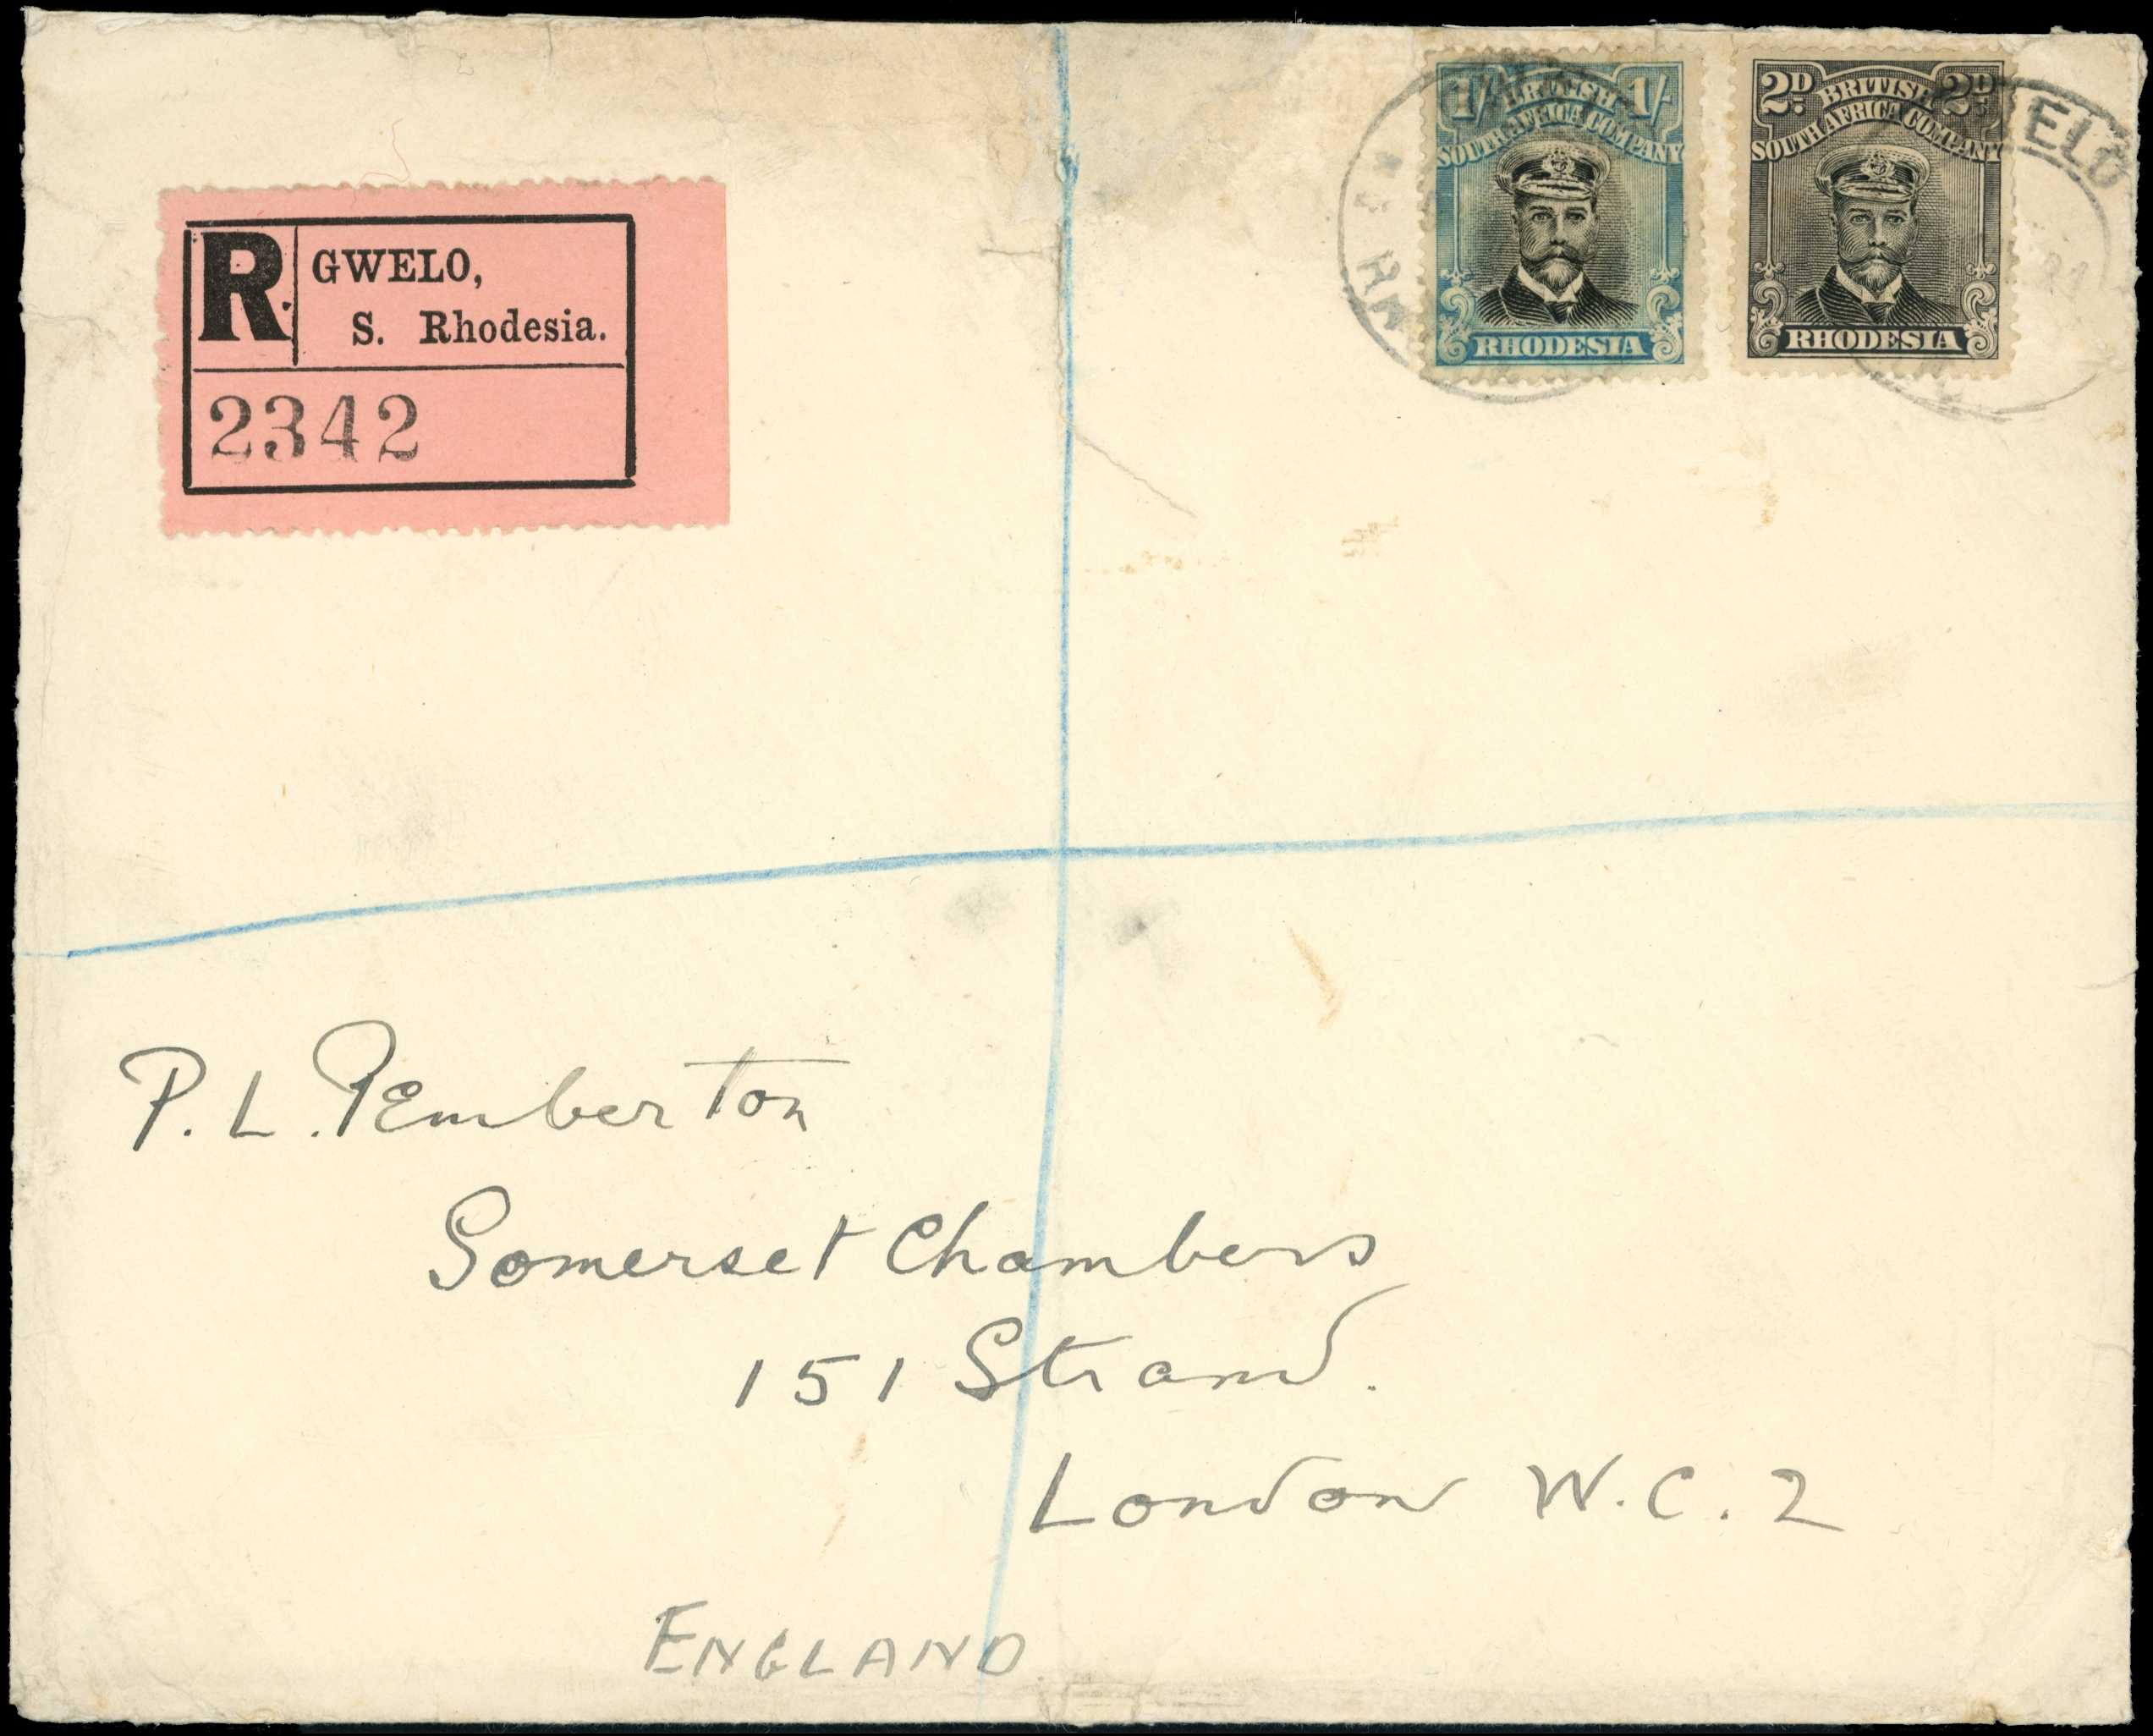 R GWELO,
S. Rhodesia.
2342
1/- BRITISH 1/-
SOUTH AFRICA COMPANY
RHODESIA
2D BRITISH 2D
SOUTH AFRICA COMPANY
RHODESIA
ELO
P. L. Pemberton
Somerset Chambers
151 Strand.
London W.C. 2
ENGLAND